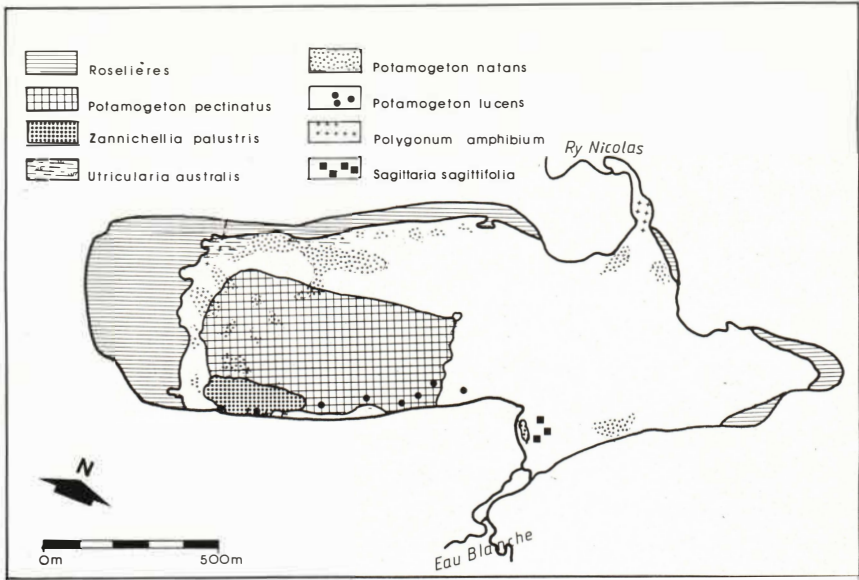 Roselières
Potamogeton pectinatus
Zannichellia palustris
Utricularia australis
Potamogeton natans
Potamogeton lucens
Polygonum amphibium
Sagittaria sagittifolia
Ry Nicolas
N
0m 500m
Eau Blanche